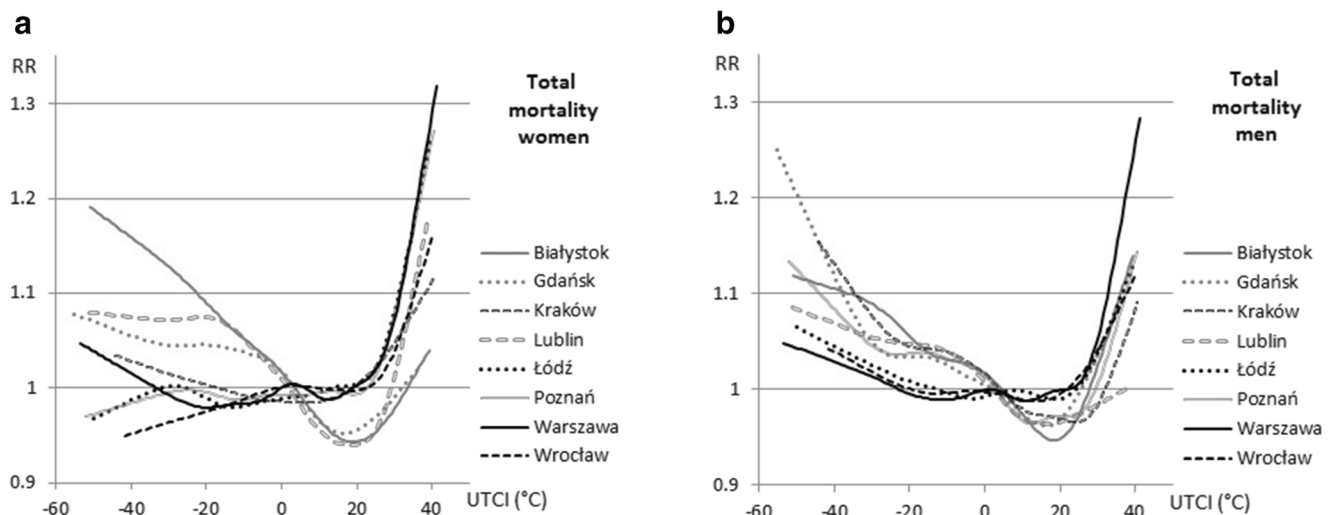 a
RR
1.3
1.2
1.1
1
0.9
-60 -40 -20 0 20 40
UTCI (°C)
Total
mortality
women
Białystok
Gdańsk
Kraków
Lublin
Łódź
Poznań
Warszawa
Wrocław
b
RR
1.3
1.2
1.1
1
0.9
-60 -40 -20 0 20 40
UTCI (°C)
Total
mortality
men
Białystok
Gdańsk
Kraków
Lublin
Łódź
Poznań
Warszawa
Wrocław